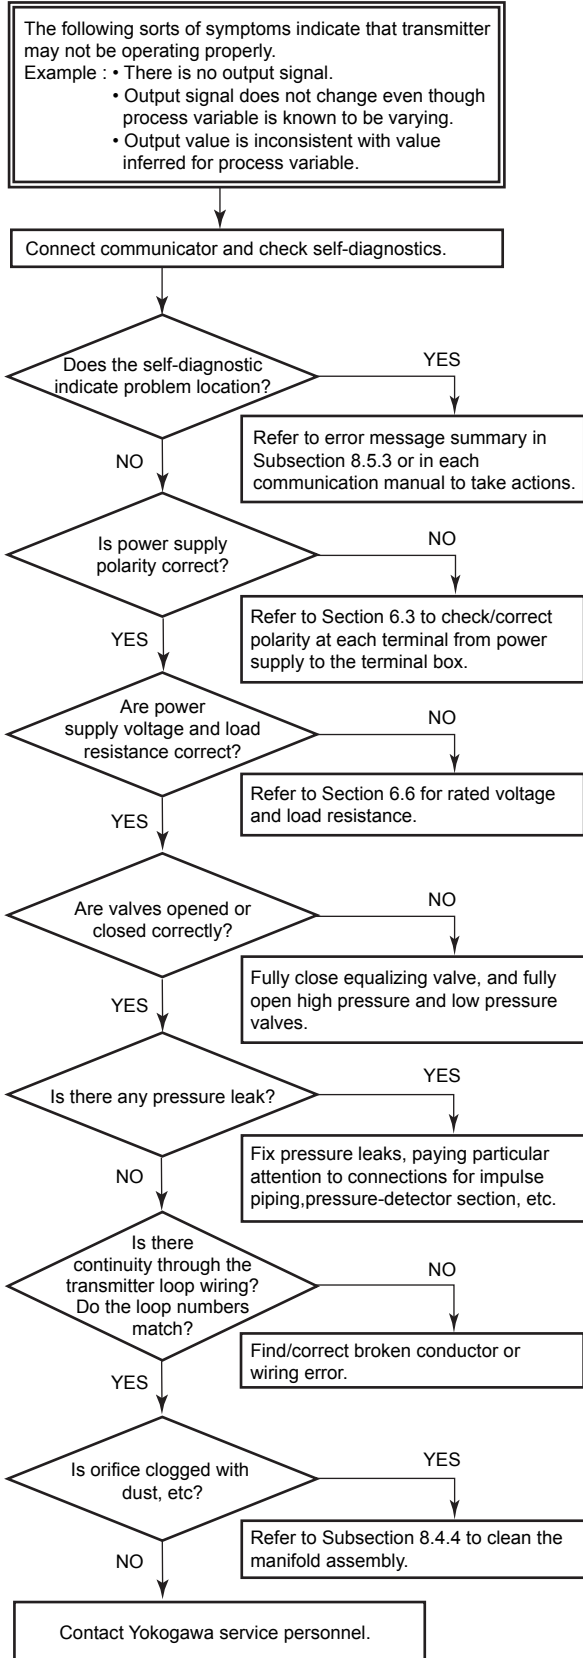 The following sorts of symptoms indicate that transmitter
may not be operating properly.
Example : • There is no output signal.
• Output signal does not change even though
process variable is known to be varying.
• Output value is inconsistent with value
inferred for process variable.
Connect communicator and check self-diagnostics.
Does the self-diagnostic
indicate problem location?
YES
Refer to error message summary in
Subsection 8.5.3 or in each
communication manual to take actions.
NO
Is power supply
polarity correct?
NO
Refer to Section 6.3 to check/correct
polarity at each terminal from power
supply to the terminal box.
YES
Are power
supply voltage and load
resistance correct?
NO
Refer to Section 6.6 for rated voltage
and load resistance.
YES
Are valves opened or
closed correctly?
NO
Fully close equalizing valve, and fully
open high pressure and low pressure
valves.
YES
Is there any pressure leak?
YES
Fix pressure leaks, paying particular
attention to connections for impulse
piping,pressure-detector section, etc.
NO
Is there
continuity through the
transmitter loop wiring?
Do the loop numbers
match?
NO
Find/correct broken conductor or
wiring error.
YES
Is orifice clogged with
dust, etc?
YES
Refer to Subsection 8.4.4 to clean the
manifold assembly.
NO
Contact Yokogawa service personnel.